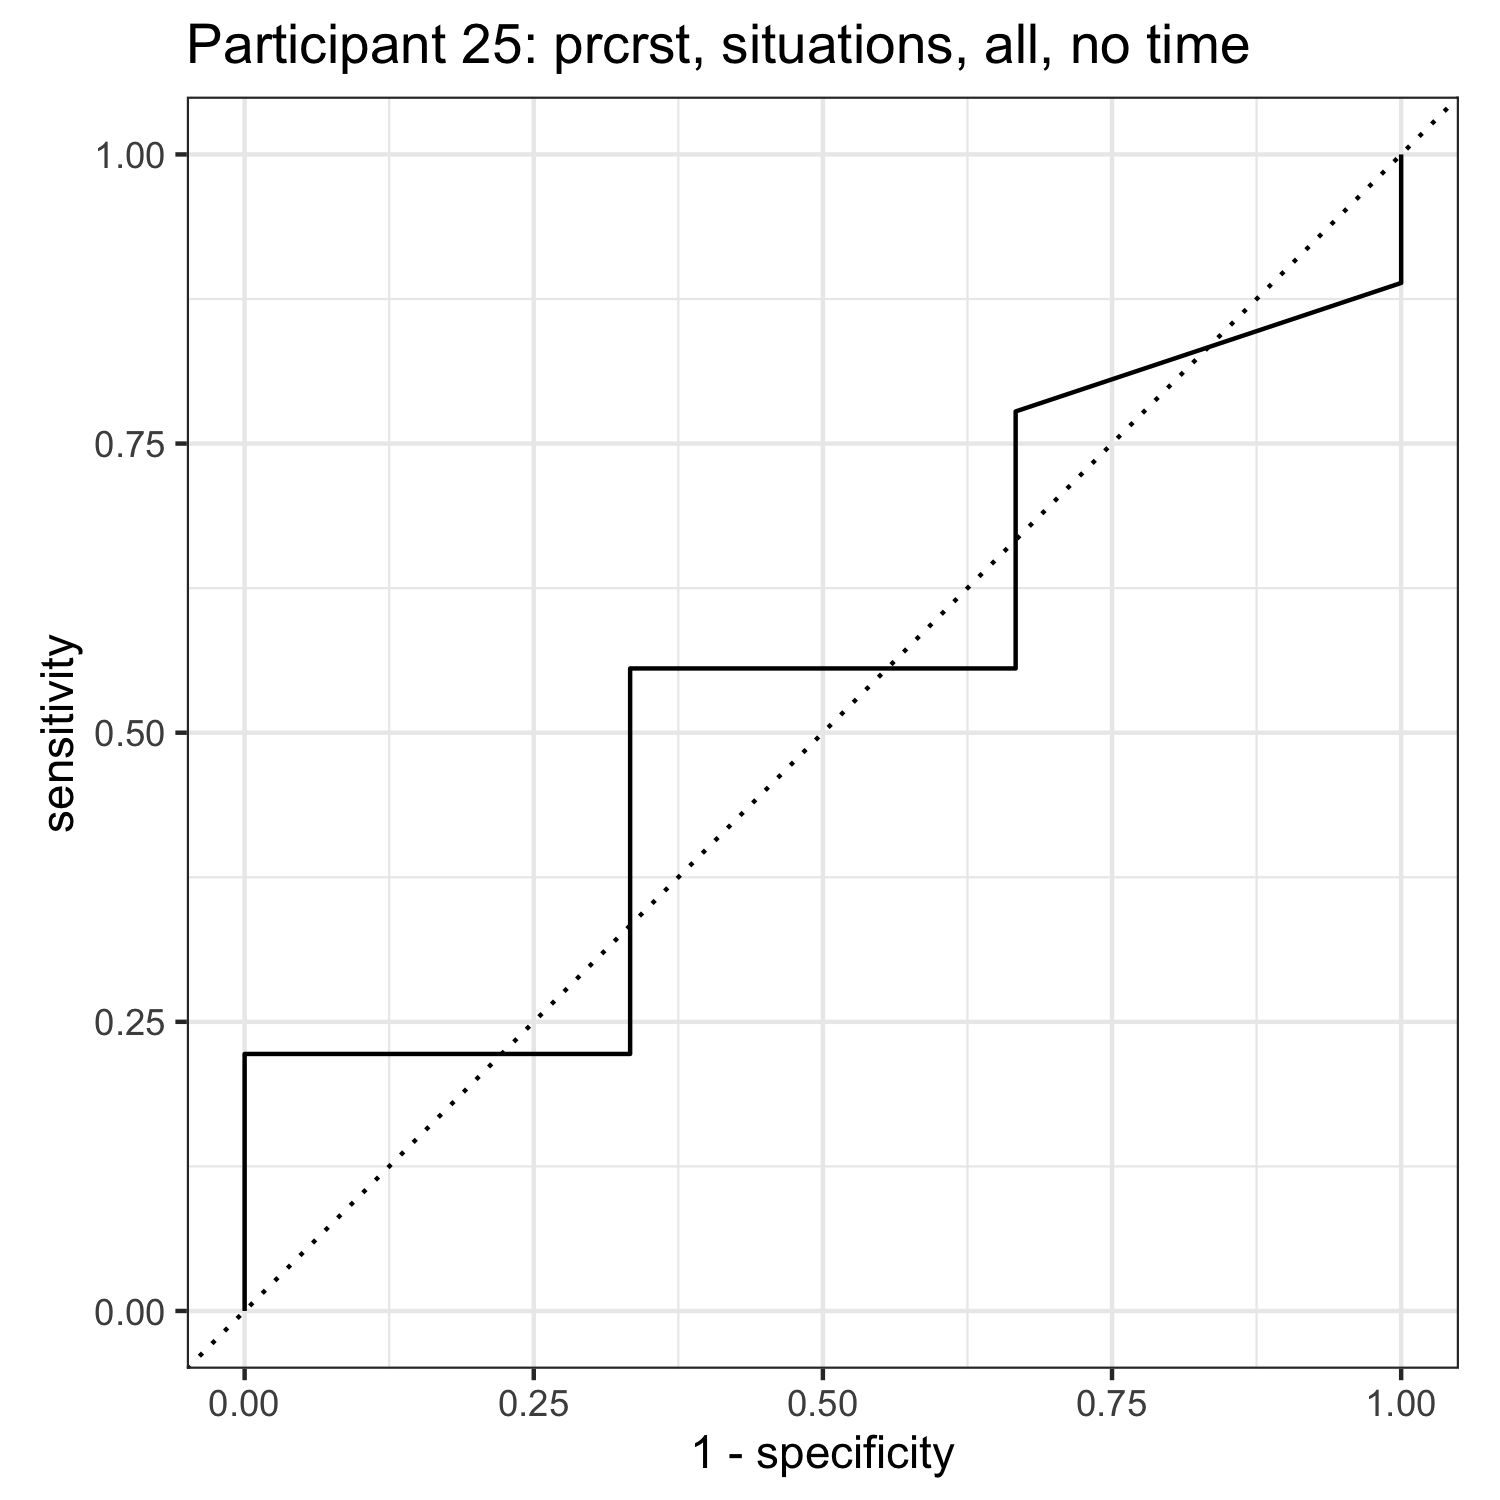 Participant 25: prcrst, situations, all, no time
1.00
0.75
0.50
0.25
0.00
sensitivity
0.00 0.25 0.50 0.75 1.00
1 - specificity